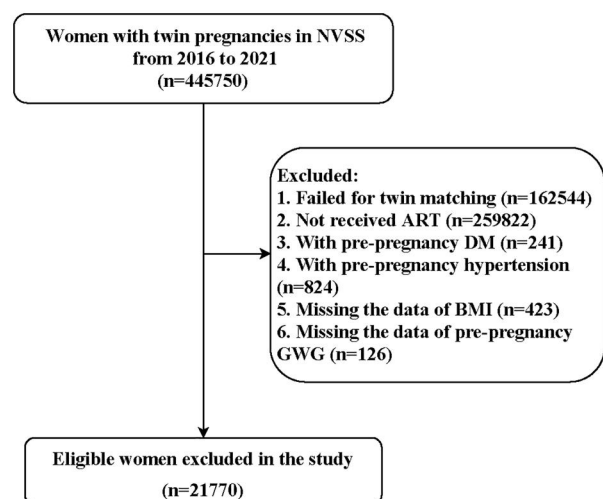 Women with twin pregnancies in NVSS
from 2016 to 2021
(n=445750)
Excluded:
1. Failed for twin matching (n=162544)
2. Not received ART (n=259822)
3. With pre-pregnancy DM (n=241)
4. With pre-pregnancy hypertension
(n=824)
5. Missing the data of BMI (n=423)
6. Missing the data of pre-pregnancy
GWG (n=126)
Eligible women excluded in the study
(n=21770)